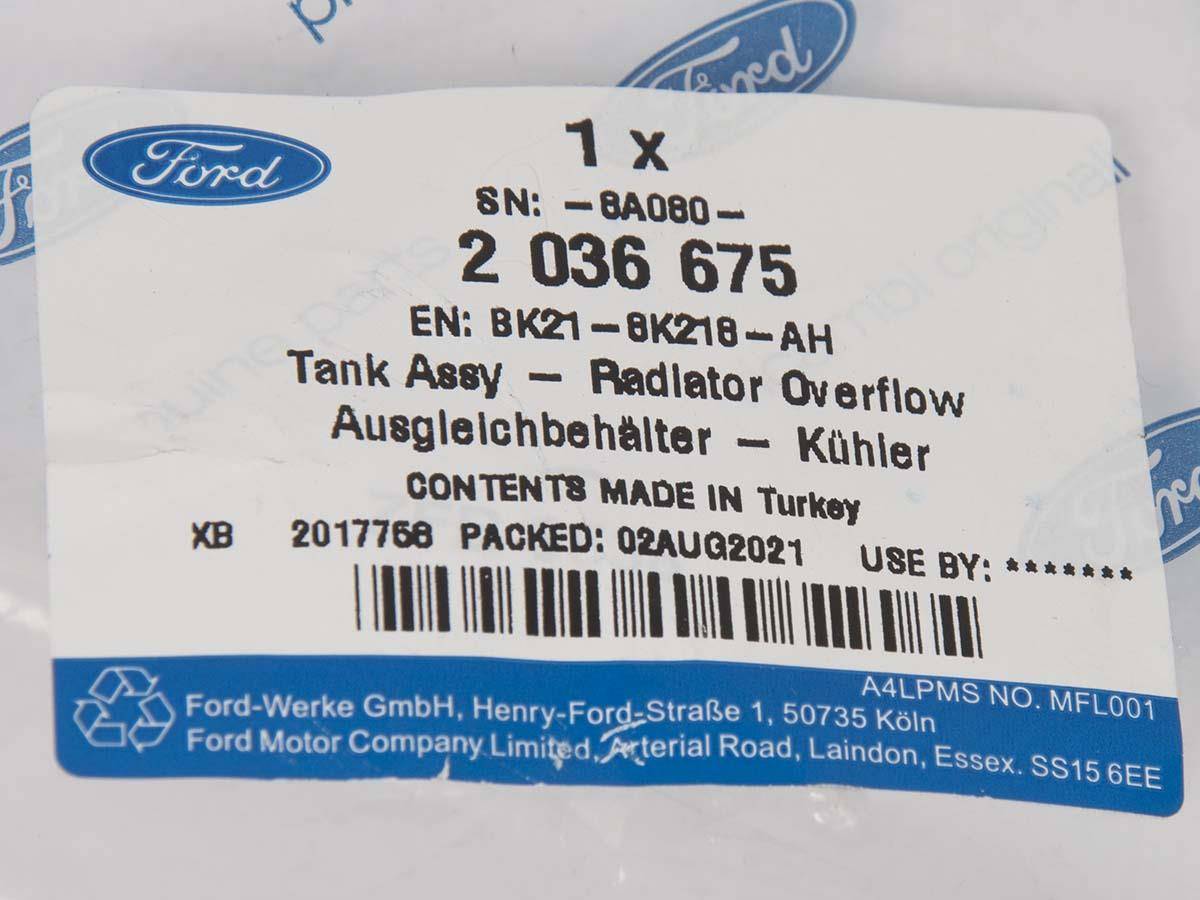 Ford
Ford
1 x
SN: -8A080-
2 036 675
EN: BK21-8K218-AH
Tank Assy - Radiator Overflow
Ausgleichbehälter - Kühler
CONTENTS MADE IN Turkey
XB 2017758 PACKED: 02AUG2021 USE BY: *******
A4LPMS NO. MFL001
Ford-Werke GmbH, Henry-Ford-Straße 1, 50735 Köln
Ford Motor Company Limited, Arterial Road, Laindon, Essex. SS15 6EE